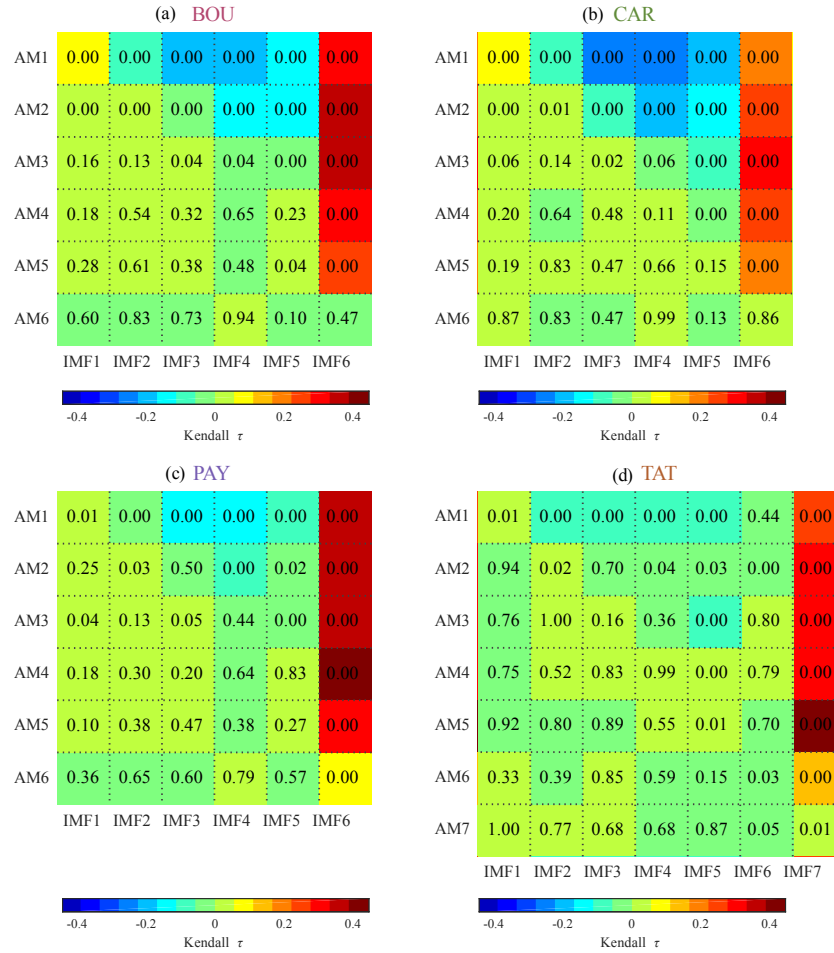 (a) BOU
AM1 0.00 0.00 0.00 0.00 0.00 0.00
AM2 0.00 0.00 0.00 0.00 0.00 0.00
AM3 0.16 0.13 0.04 0.04 0.00 0.00
AM4 0.18 0.54 0.32 0.65 0.23 0.00
AM5 0.28 0.61 0.38 0.48 0.04 0.00
AM6 0.60 0.83 0.73 0.94 0.10 0.47
IMF1 IMF2 IMF3 IMF4 IMF5 IMF6
-0.4 -0.2 0 0.2 0.4
Kendall τ
(b) CAR
AM1 0.00 0.00 0.00 0.00 0.00 0.00
AM2 0.00 0.01 0.00 0.00 0.00 0.00
AM3 0.06 0.14 0.02 0.06 0.00 0.00
AM4 0.20 0.64 0.48 0.11 0.00 0.00
AM5 0.19 0.83 0.47 0.66 0.15 0.00
AM6 0.87 0.83 0.47 0.99 0.13 0.86
IMF1 IMF2 IMF3 IMF4 IMF5 IMF6
-0.4 -0.2 0 0.2 0.4
Kendall τ
(c) PAY
AM1 0.01 0.00 0.00 0.00 0.00 0.00
AM2 0.25 0.03 0.50 0.00 0.02 0.00
AM3 0.04 0.13 0.05 0.44 0.00 0.00
AM4 0.18 0.30 0.20 0.64 0.83 0.00
AM5 0.10 0.38 0.47 0.38 0.27 0.00
AM6 0.36 0.65 0.60 0.79 0.57 0.00
IMF1 IMF2 IMF3 IMF4 IMF5 IMF6
-0.4 -0.2 0 0.2 0.4
Kendall τ
(d) TAT
AM1 0.01 0.00 0.00 0.00 0.00 0.44 0.00
AM2 0.94 0.02 0.70 0.04 0.03 0.00 0.00
AM3 0.76 1.00 0.16 0.36 0.00 0.80 0.00
AM4 0.75 0.52 0.83 0.99 0.00 0.79 0.00
AM5 0.92 0.80 0.89 0.55 0.01 0.70 0.00
AM6 0.33 0.39 0.85 0.59 0.15 0.03 0.00
AM7 1.00 0.77 0.68 0.68 0.87 0.05 0.01
IMF1 IMF2 IMF3 IMF4 IMF5 IMF6 IMF7
-0.4 -0.2 0 0.2 0.4
Kendall τ